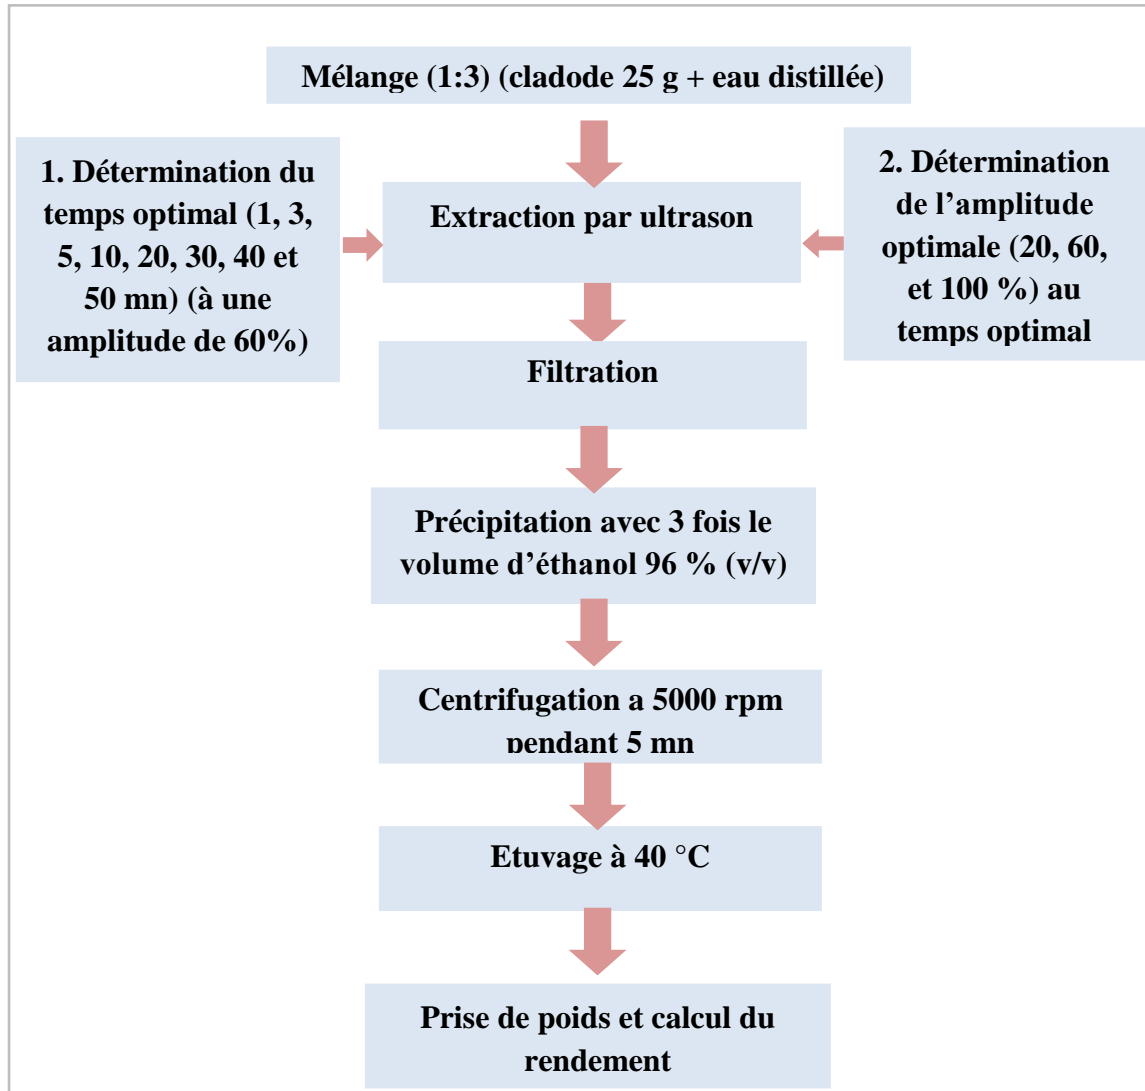 Mélange (1:3) (cladode 25 g + eau distillée)
1. Détermination du
temps optimal (1, 3,
5, 10, 20, 30, 40 et
50 mn) (à une
amplitude de 60%)
Extraction par ultrason
2. Détermination
de l’amplitude
optimale (20, 60,
et 100 %) au
temps optimal
Filtration
Précipitation avec 3 fois le
volume d’éthanol 96 % (v/v)
Centrifugation a 5000 rpm
pendant 5 mn
Etuvage à 40 °C
Prise de poids et calcul du
rendement